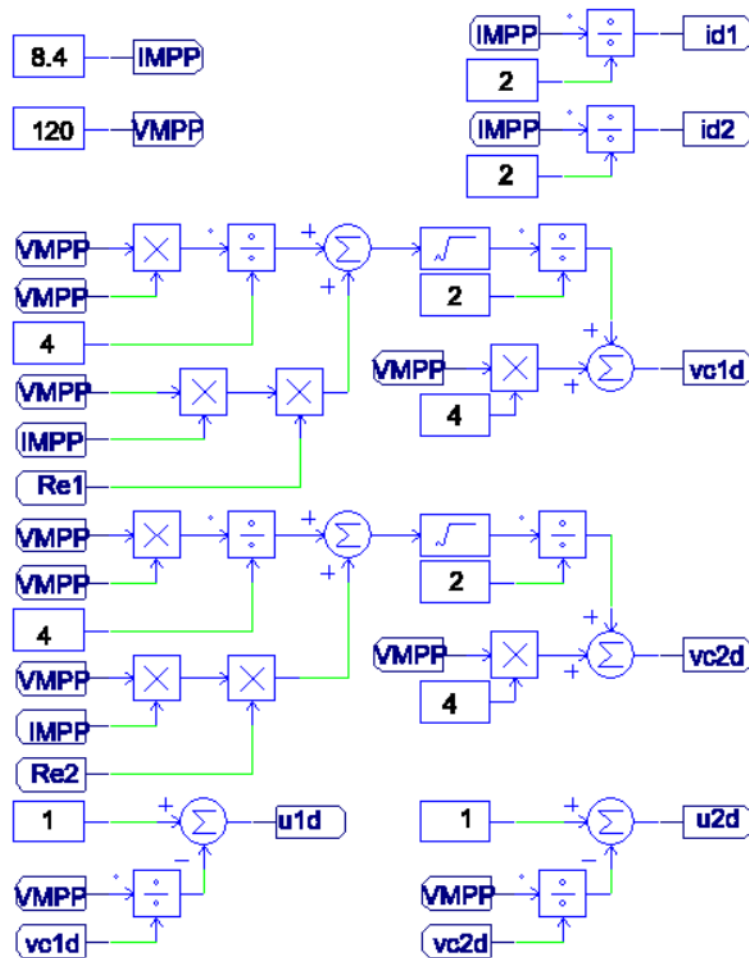 8.4 IMPP
IMPP id1
2
120 VMPP
IMPP id2
2
VMPP
VMPP
2
4
VMPP
VMPP vc1d
4
IMPP
Re1
VMPP
VMPP
2
4
VMPP
VMPP vc2d
4
IMPP
Re2
1 u1d
1 u2d
VMPP
VMPP
vc1d
vc2d